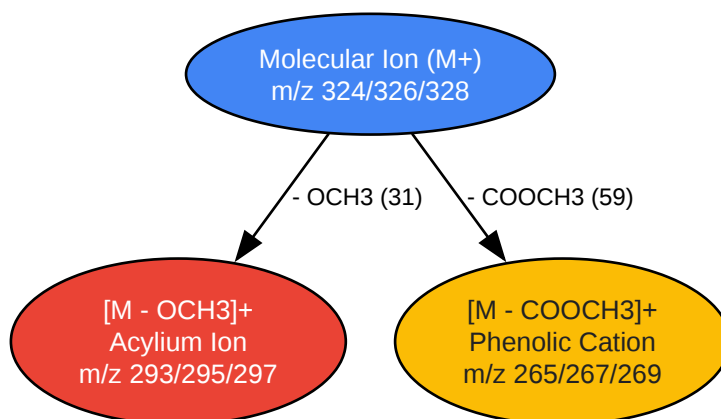 Molecular Ion (M+)
m/z 324/326/328
- OCH3 (31)
- COOCH3 (59)
[M - OCH3]+
Acylium Ion
m/z 293/295/297
[M - COOCH3]+
Phenolic Cation
m/z 265/267/269